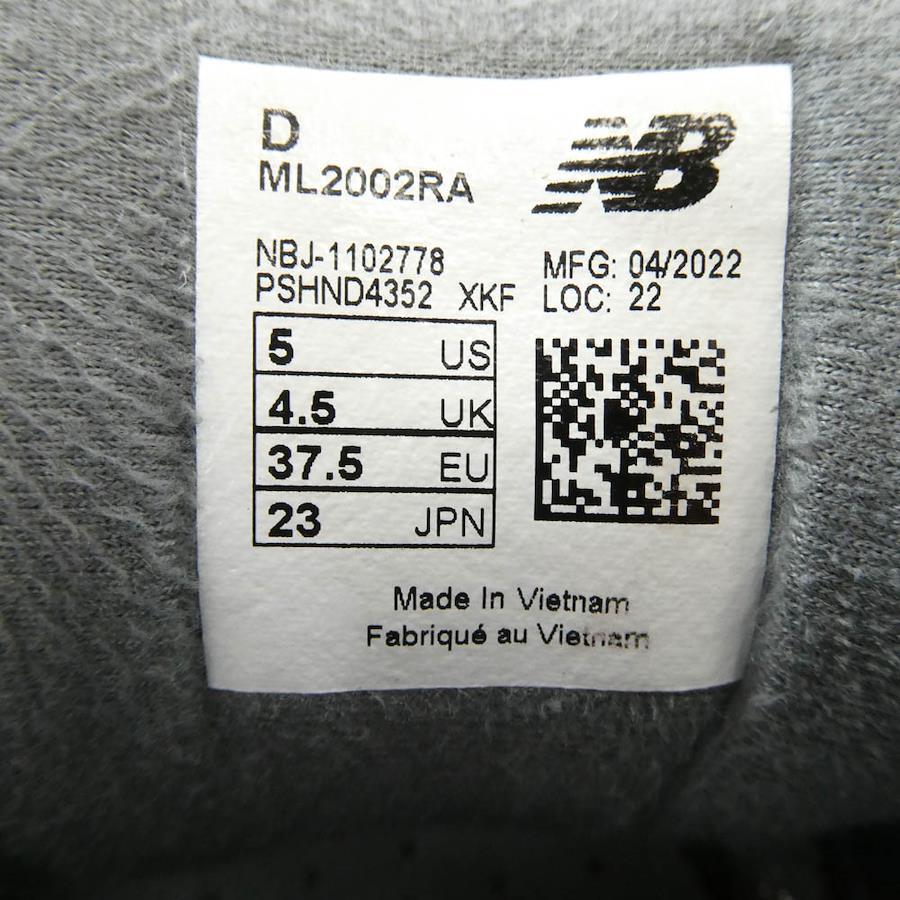 D
ML2002RA
NB
NBJ-1102778
PSHND4352 XKF
MFG: 04/2022
LOC: 22
5 US
4.5 UK
37.5 EU
23 JPN
Made In Vietnam
Fabriqué au Vietnam